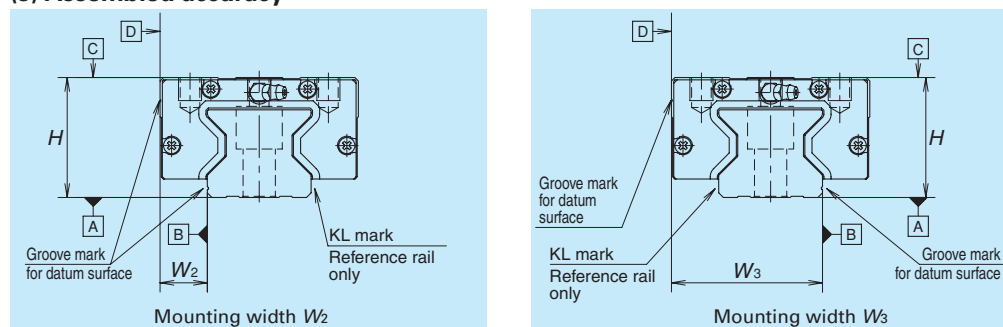 (3) Assembled accuracy
D
C
H
A
B
Groove mark
for datum surface
W2
KL mark
Reference rail
only
Mounting width W2
D
C
H
Groove mark
for datum
surface
A
B
KL mark
Reference rail
only
W3
Groove mark
for datum surface
Mounting width W3